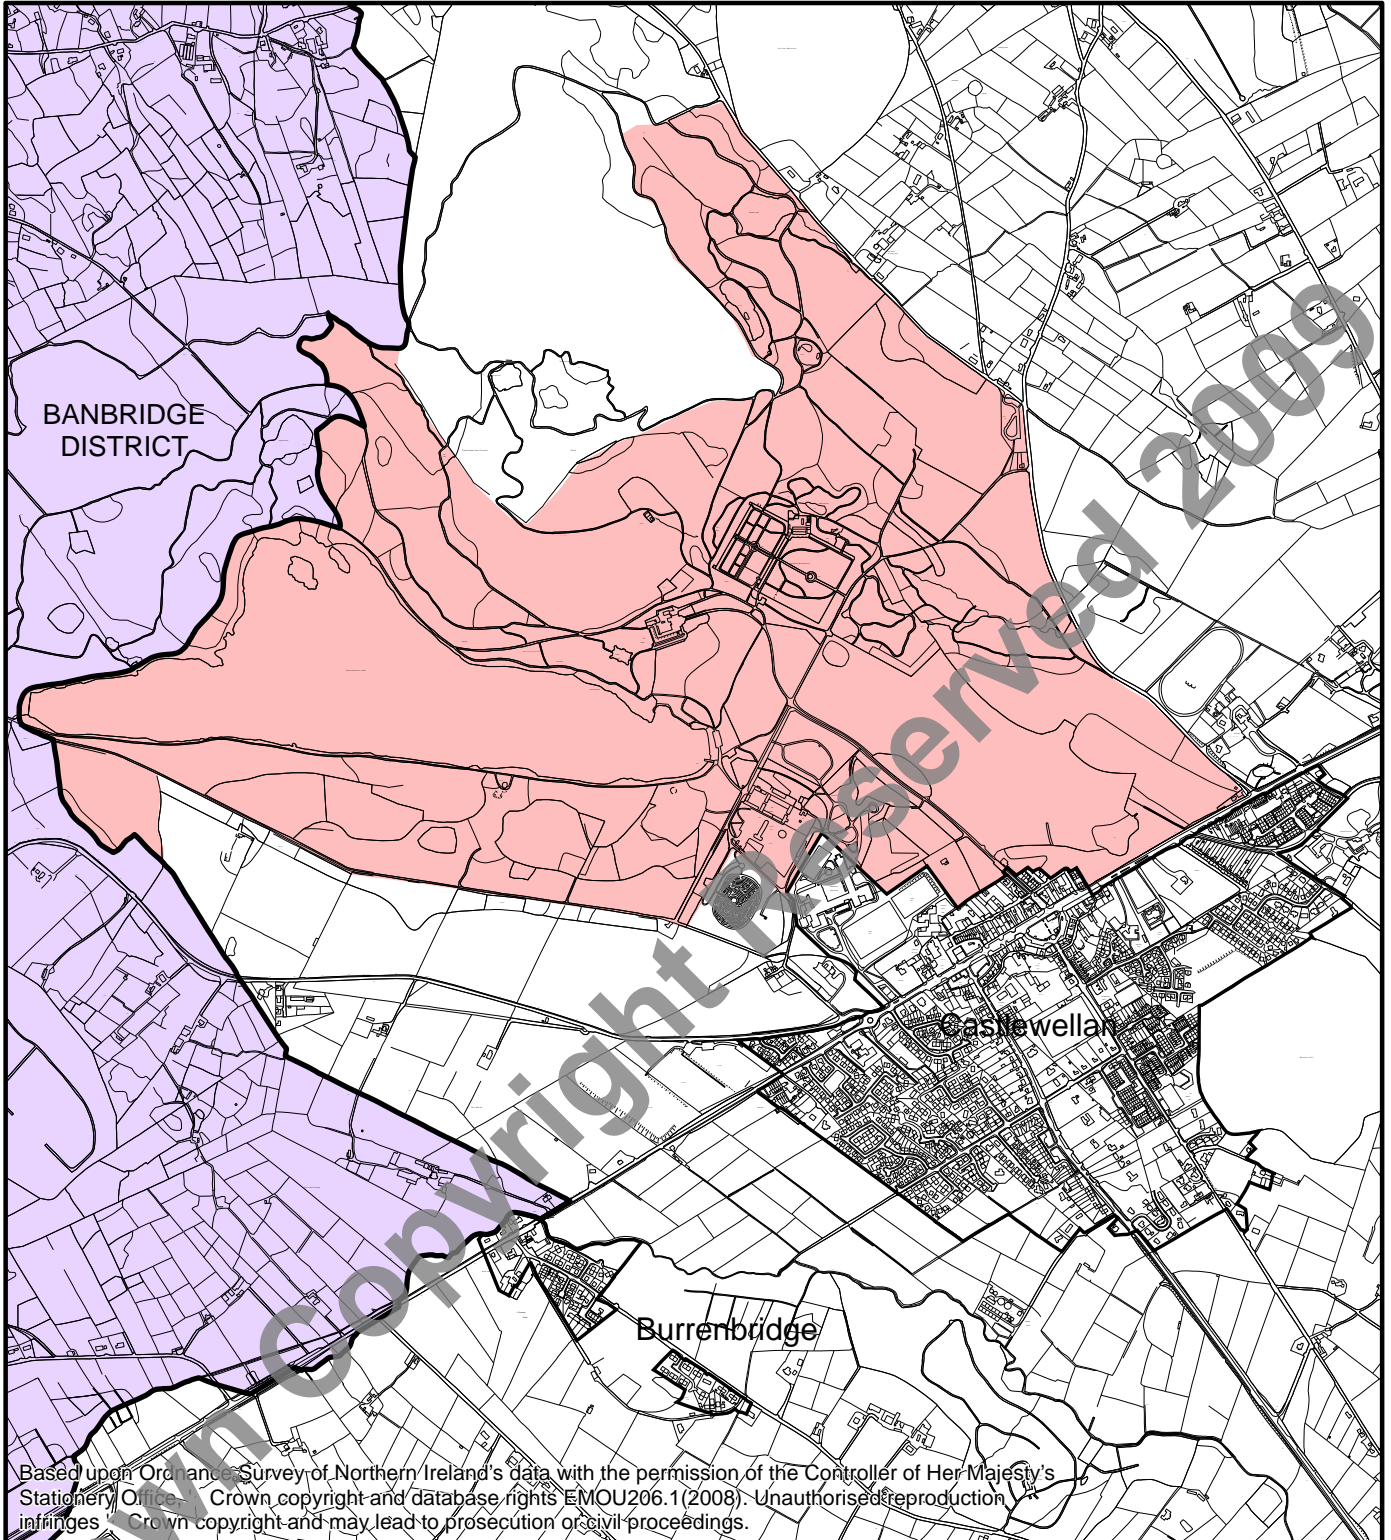 BANBRIDGE
DISTRICT
Castlewellan
Burrenbridge
Copyright Reserved 2009
Based upon Ordnance Survey of Northern Ireland's data with the permission of the Controller of Her Majesty's
Stationery Office, ' Crown copyright and database rights EMOU206.1(2008). Unauthorised reproduction
infringes ' Crown copyright and may lead to prosecution or civil proceedings.